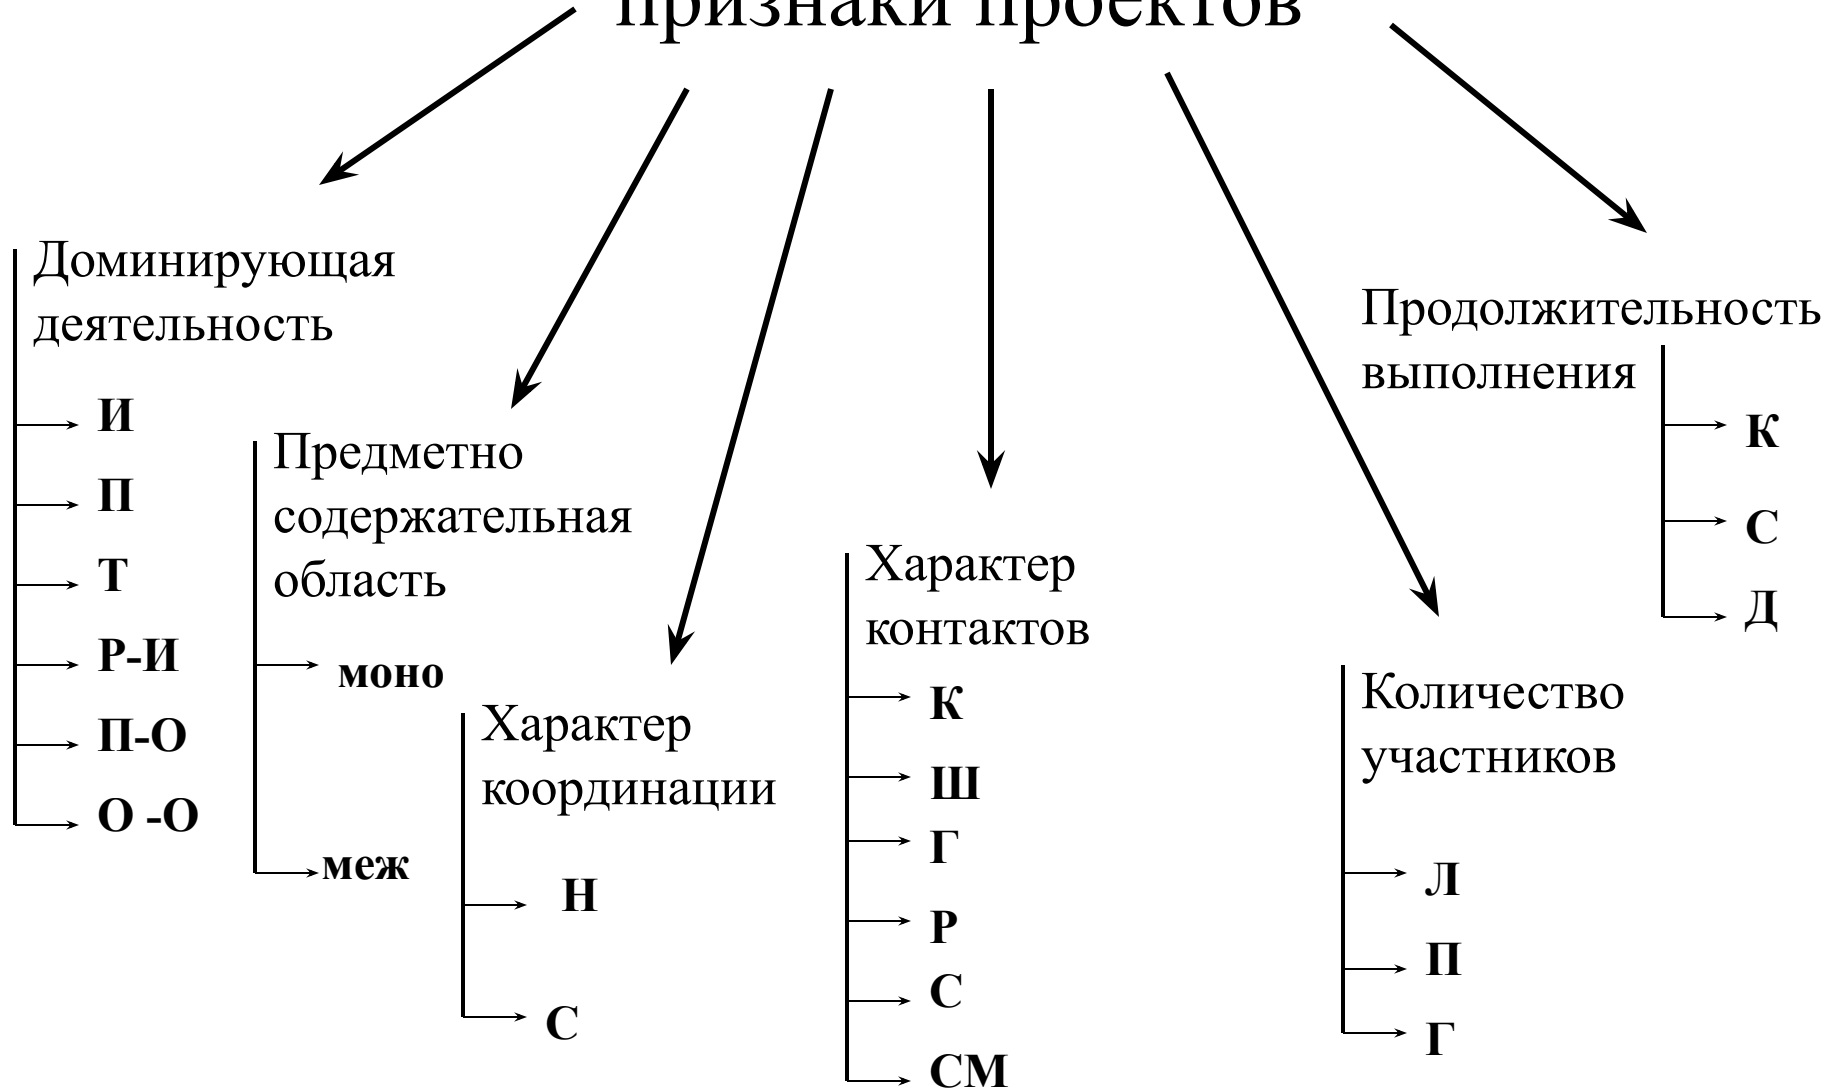 признаки проектов
Доминирующая
деятельность
И
П
Т
Р-И
П-О
О -О
Предметно
содержательная
область
моно
меж
Характер
координации
Н
С
Характер
контактов
К
Ш
Г
Р
С
СМ
Количество
участников
Л
П
Г
Продолжительность
выполнения
К
С
Д